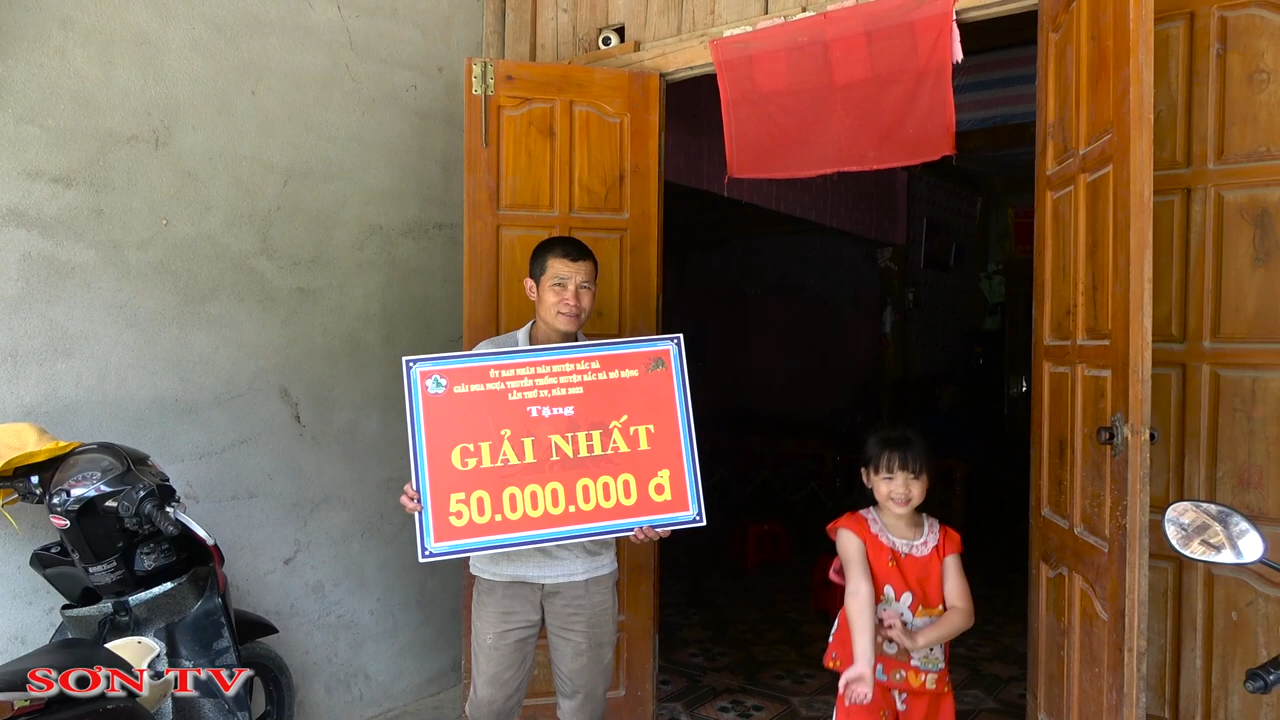 ỦY BAN NHÂN DÂN HUYỆN BẮC HÀ
GIẢI ĐUA NGỰA TRUYỀN THỐNG HUYỆN BẮC HÀ MỞ RỘNG
LẦN THỨ XV, NĂM 2022
Tặng
GIẢI NHẤT
50.000.000 đ
LOVE
SƠN TV